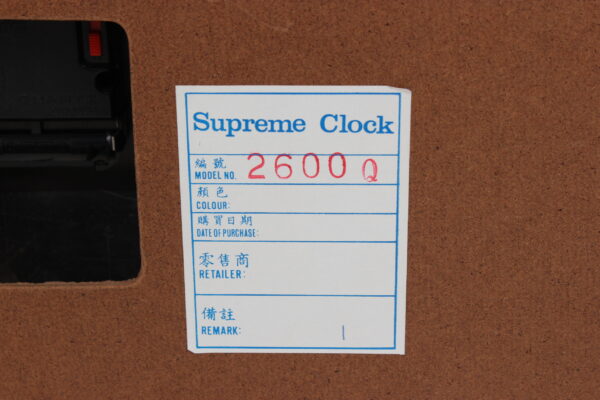 Supreme Clock
編號
MODEL NO. 2600 Q
顏色
COLOUR:
購買日期
DATE OF PURCHASE:
零售商
RETAILER:
備註
REMARK: 1